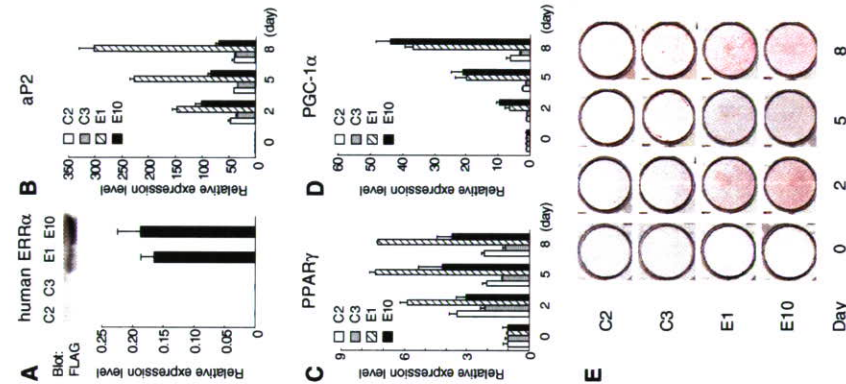 A
human ERRα
C2 C3 E1 E10
Blot:
FLAG
Relative expression level
0.25
0.20
0.15
0.10
0.05
0
B
aP2
Relative expression level
350
300
250
200
150
100
50
0
C2
C3
E1
E10
0 2 5 8 (day)
C
PPARγ
Relative expression level
9
6
3
0
C2
C3
E1
E10
0 2 5 8 (day)
D
PGC-1α
Relative expression level
60
50
40
30
20
10
0
C2
C3
E1
E10
0 2 5 8 (day)
E
C2
C3
E1
E10
Day 0 2 5 8